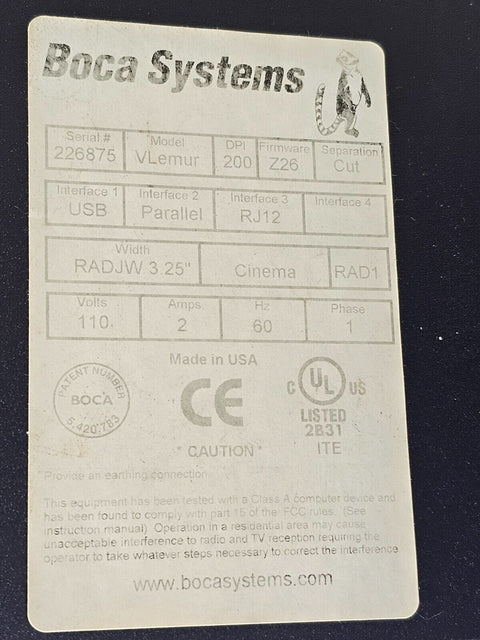 Boca Systems
Serial # Model DPI Firmware Separation
226875 VLemur 200 Z26 Cut
Interface 1 Interface 2 Interface 3 Interface 4
USB Parallel RJ12
Width
RADJW 3.25" Cinema RAD1
Volts Amps Hz Phase
110. 2 60 1
Made in USA
PATENT NUMBER
BOCA
5,420,783
CE
C UL US
LISTED
2B31
ITE
* CAUTION *
*Provide an earthing connection
This equipment has been tested with a Class A computer device and
has been found to comply with part 15 of the FCC rules. (See
instruction manual) Operation in a residential area may cause
unacceptable interference to radio and TV recention requiring the
operator to take whatever steps necessary to correct the interference
www.bocasystems.com